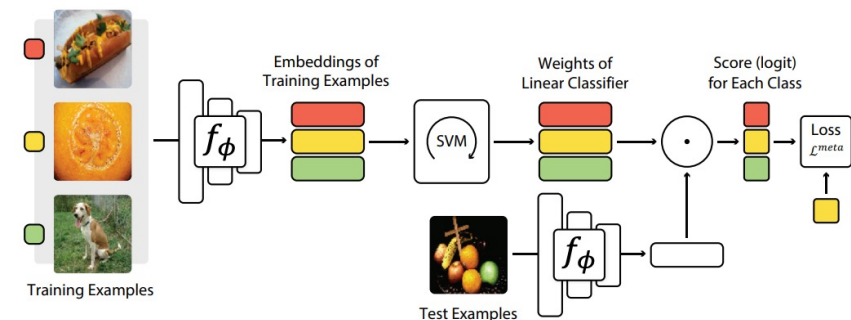 Embeddings of
Training Examples
Weights of
Linear Classifier
Score (logit)
for Each Class
fϕ
SVM
·
Loss
ℒᵐᵉᵗᵃ
fϕ
Training Examples
Test Examples